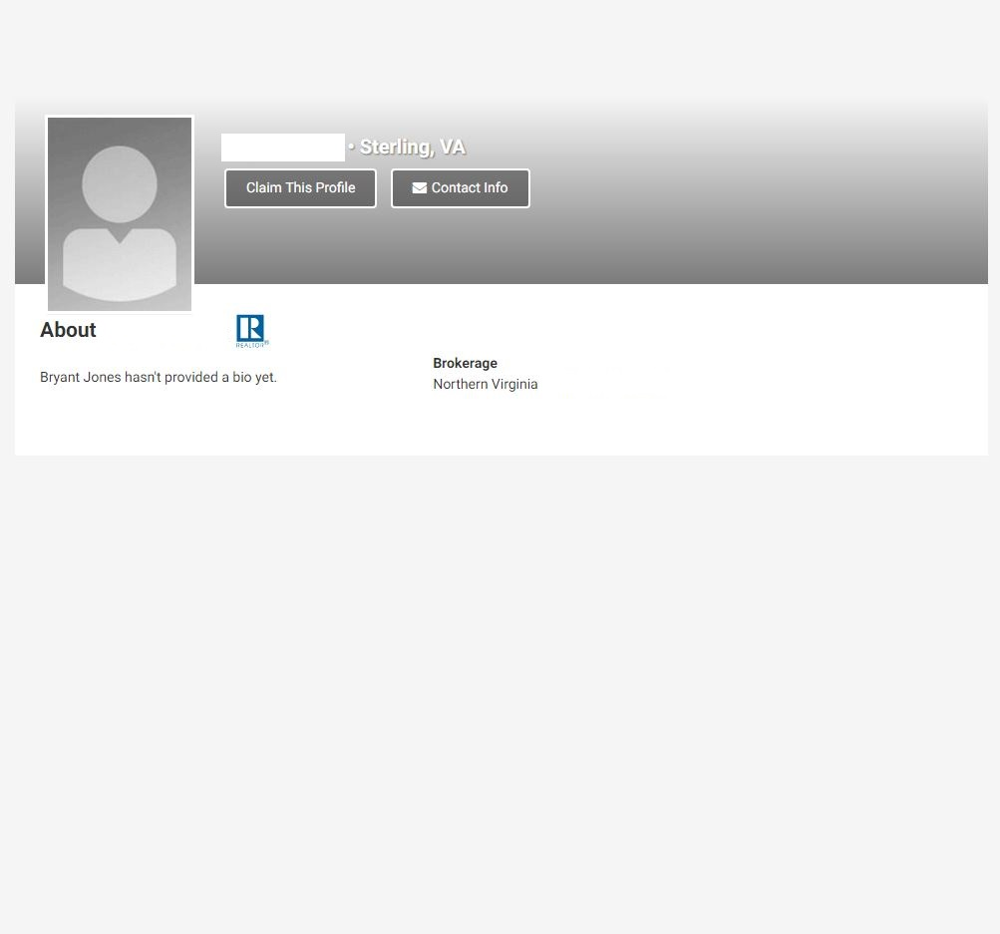 • Sterling, VA
Claim This Profile
Contact Info
About
REALTOR®
Bryant Jones hasn't provided a bio yet.
Brokerage
Northern Virginia